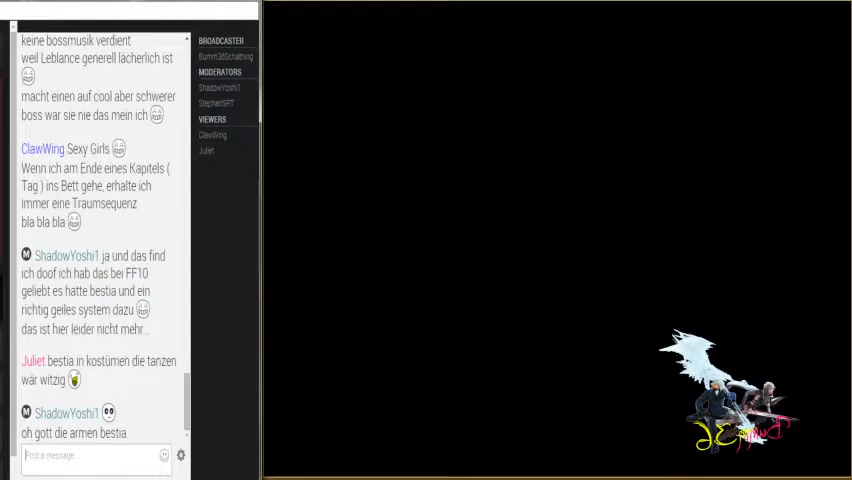 keine bossmusik verdient
weil Leblance generell lächerlich ist
macht einen auf cool aber schwerer
boss war sie nie das mein ich
ClawWing Sexy Girls
Wenn ich am Ende eines Kapitels (
Tag ) ins Bett gehe, erhalte ich
immer eine Traumsequenz
bla bla bla
M ShadowYoshi1 ja und das find
ich doof ich hab das bei FF10
geliebt es hatte bestia und ein
richtig geiles system dazu
das ist hier leider nicht mehr...
Juliet bestia in kostümen die tanzen
wär witzig
M ShadowYoshi1
oh gott die armen bestia
Post a message
BROADCASTER
MODERATORS
ShadowYoshi1
StephanSRT
VIEWERS
ClawWing
Juliet